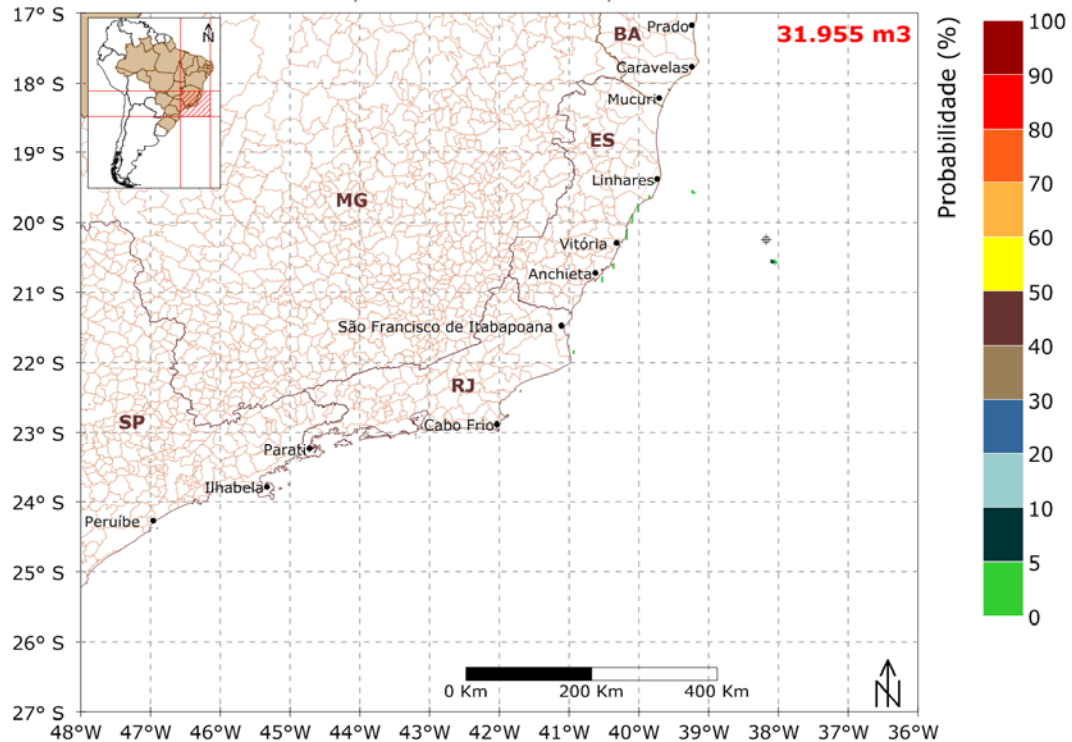 17° S
18° S
19° S
20° S
21° S
22° S
23° S
24° S
25° S
26° S
27° S
48°W
47°W
46°W
45°W
44°W
43°W
42°W
41°W
40°W
39°W
38°W
37°W
36°W
N
31.955 m3
BA
Prado
Caravelas
Mucuri
ES
Linhares
MG
Vitória
Anchieta
São Francisco de Itabapoana
RJ
SP
Cabo Frio
Parati
Ilhabela
Peruíbe
0 Km
200 Km
400 Km
N
Probabilidade (%)
100
90
80
70
60
50
40
30
20
10
5
0